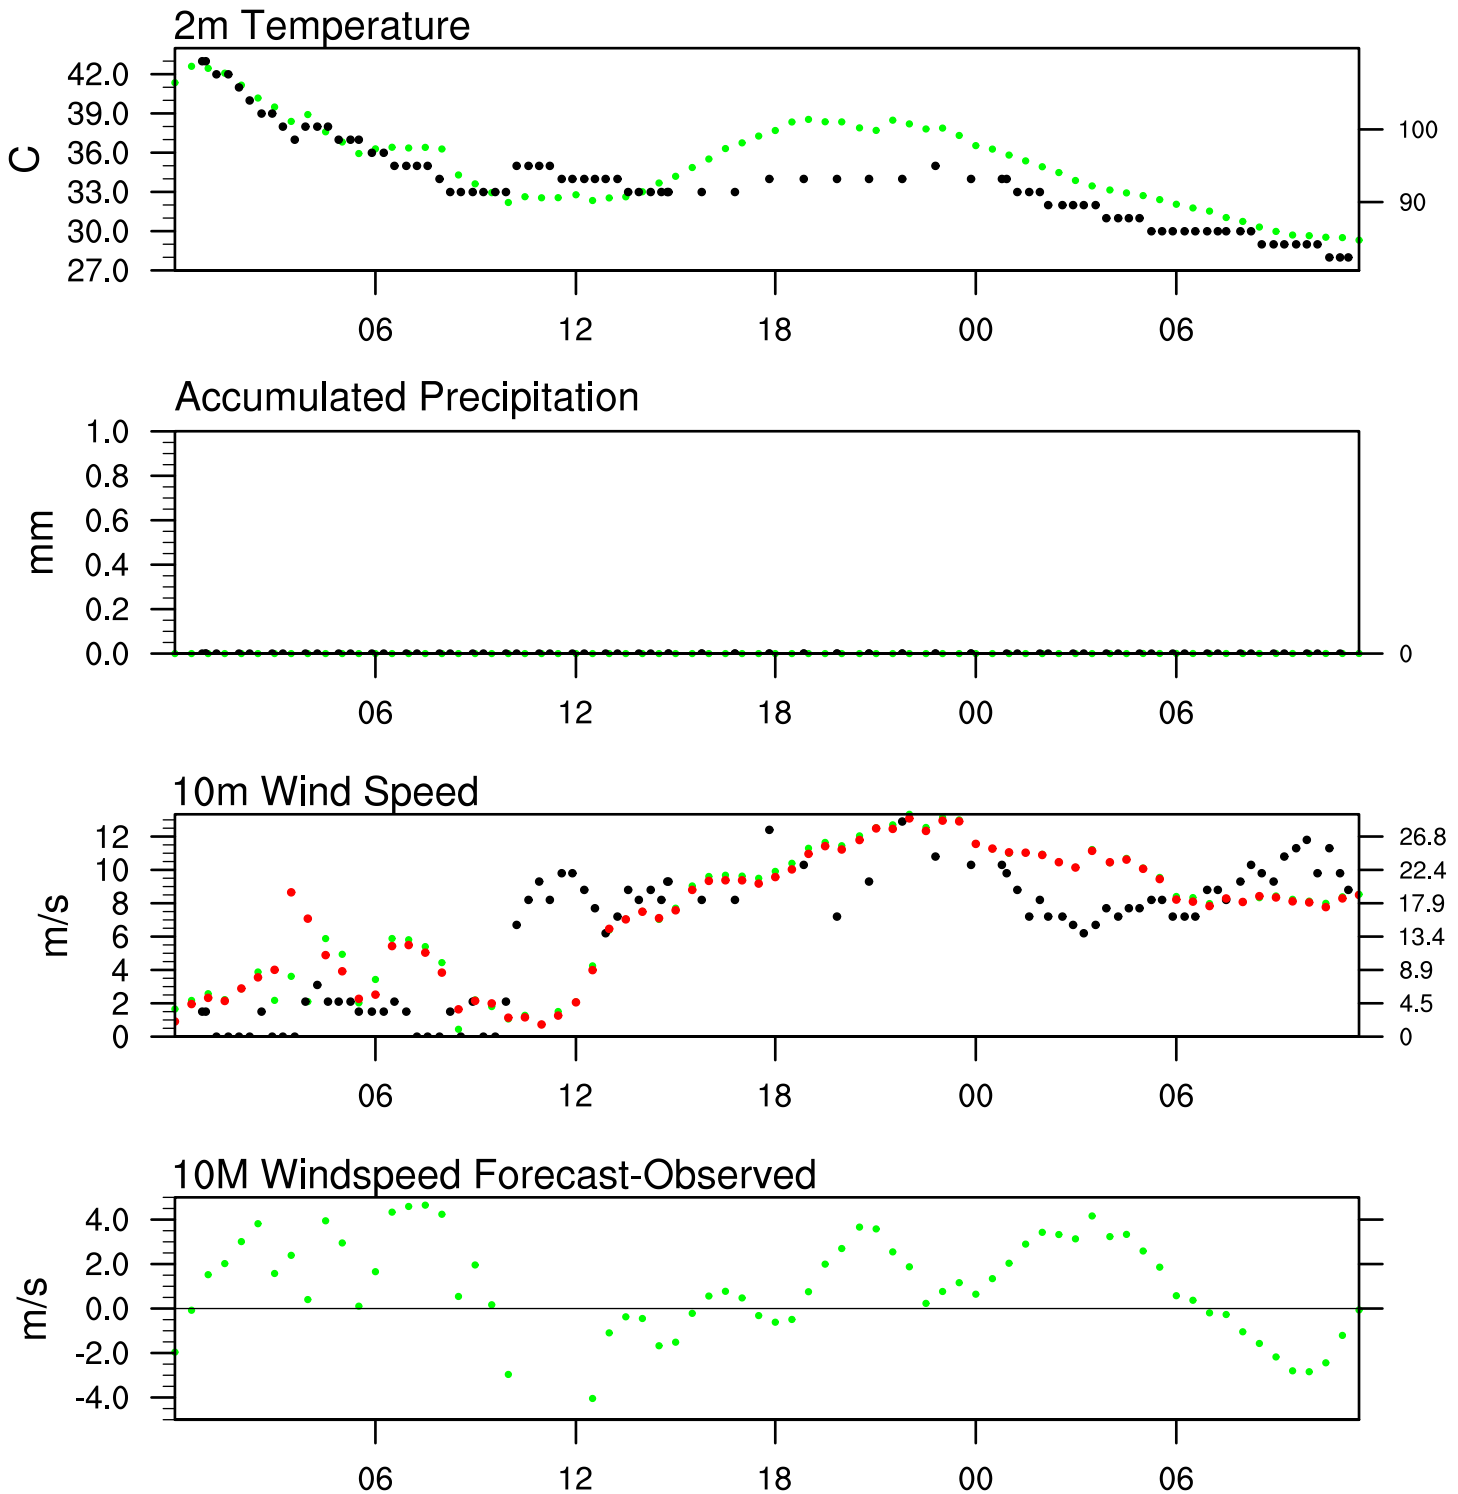 2m Temperature
42.0
39.0
100
36.0
C
33.0
90
30.0
27.0
06 12 18 00 06
Accumulated Precipitation
1.0
0.8
0.6
mm
0.4
0.2
0.0 0
06 12 18 00 06
10m Wind Speed
12 26.8
10 22.4
8 17.9
m/s
6 13.4
4 8.9
2 4.5
0 0
06 12 18 00 06
10M Windspeed Forecast-Observed
4.0
2.0
m/s
0.0
-2.0
-4.0
06 12 18 00 06